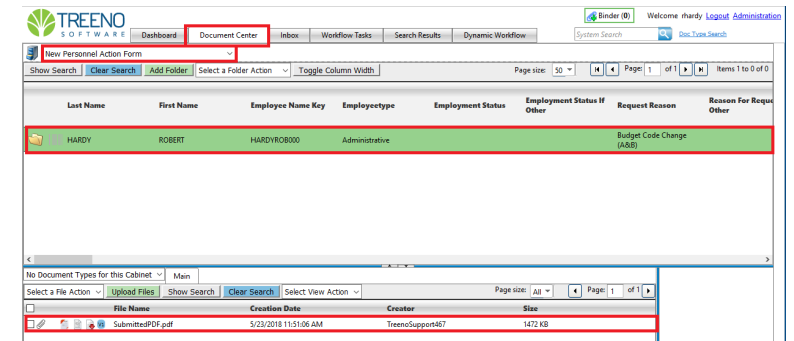 TREENO
SOFTWARE
Binder (0) Welcome rhardy Logout Administration
Dashboard Document Center Inbox Workflow Tasks Search Results Dynamic Workflow System Search Doc Type Search
New Personnel Action Form
Show Search Clear Search Add Folder Select a Folder Action Toggle Column Width Page size: 50 Page: 1 of 1 Items 1 to 0 of 0
Last Name First Name Employee Name Key Employeetype Employment Status Employment Status If Other Request Reason Reason For Reque Other
HARDY ROBERT HARDYROB000 Administrative Budget Code Change (A&B)
No Document Types for this Cabinet Main
Select a File Action Upload Files Show Search Clear Search Select View Action Page size: All Page: 1 of 1
File Name Creation Date Creator Size
SubmittedPDF.pdf 5/23/2018 11:51:06 AM TreenoSupport467 1472 KB